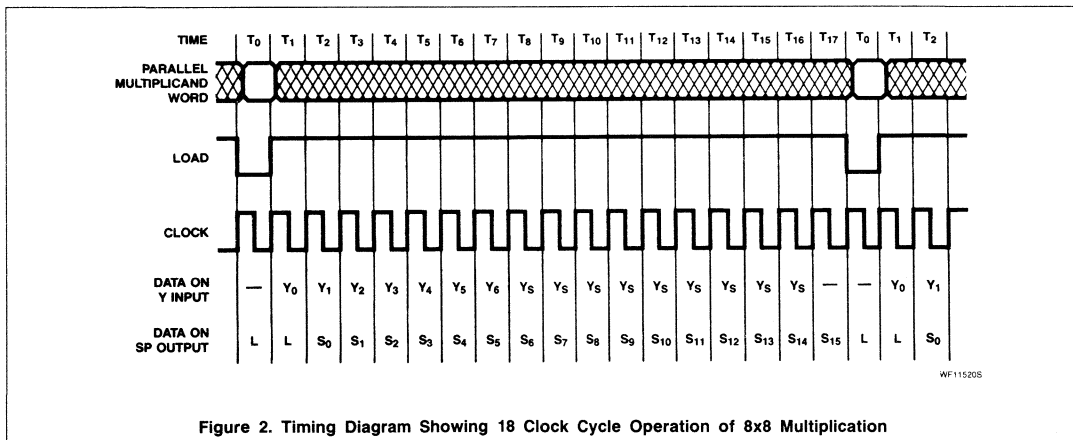 TIME T0 T1 T2 T3 T4 T5 T6 T7 T8 T9 T10 T11 T12 T13 T14 T15 T16 T17 T0 T1 T2
PARALLEL
MULTIPLICAND
WORD
LOAD
CLOCK
DATA ON
Y INPUT — Y0 Y1 Y2 Y3 Y4 Y5 Y6 YS YS YS YS YS YS YS YS YS — — Y0 Y1
DATA ON
SP OUTPUT L L S0 S1 S2 S3 S4 S5 S6 S7 S8 S9 S10 S11 S12 S13 S14 S15 L L S0
WF11520S
Figure 2. Timing Diagram Showing 18 Clock Cycle Operation of 8x8 Multiplication